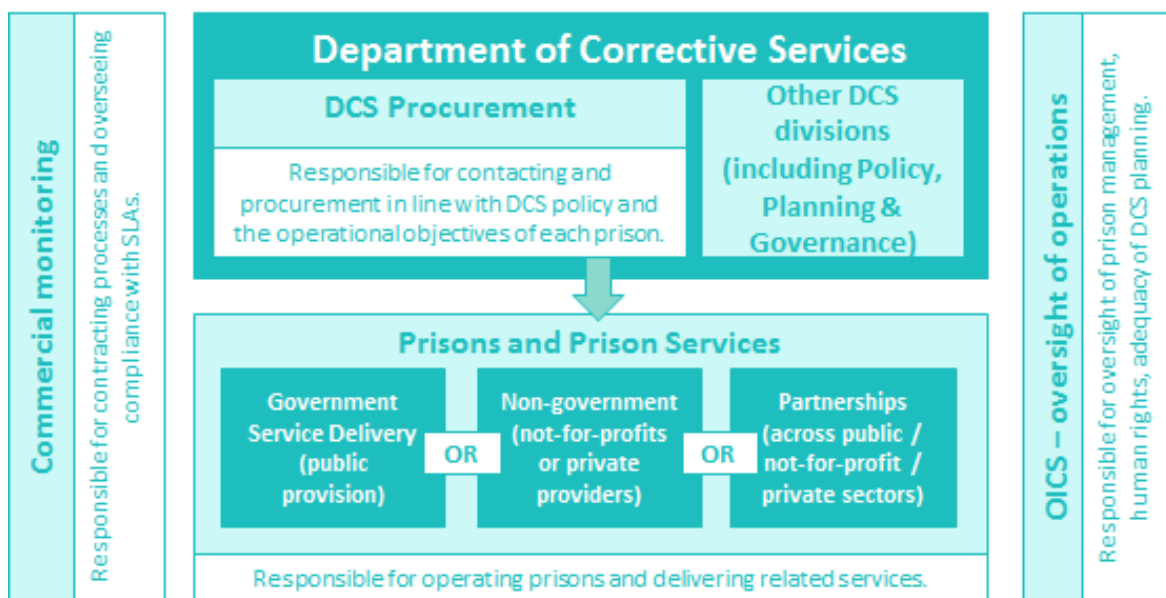 Commercial monitoring
Responsible for contracting processes and overseeing
compliance with SLAs.
Department of Corrective Services
DCS Procurement
Responsible for contacting and
procurement in line with DCS policy and
the operational objectives of each prison.
Other DCS
divisions
(including Policy,
Planning &
Governance)
Prisons and Prison Services
Government
Service Delivery
(public
provision)
OR
Non-government
(not-for-profits
or private
providers)
OR
Partnerships
(across public /
not-for-profit /
private sectors)
Responsible for operating prisons and delivering related services.
OICS – oversight of operations
Responsible for oversight of prison management,
human rights, adequacy of DCS planning.